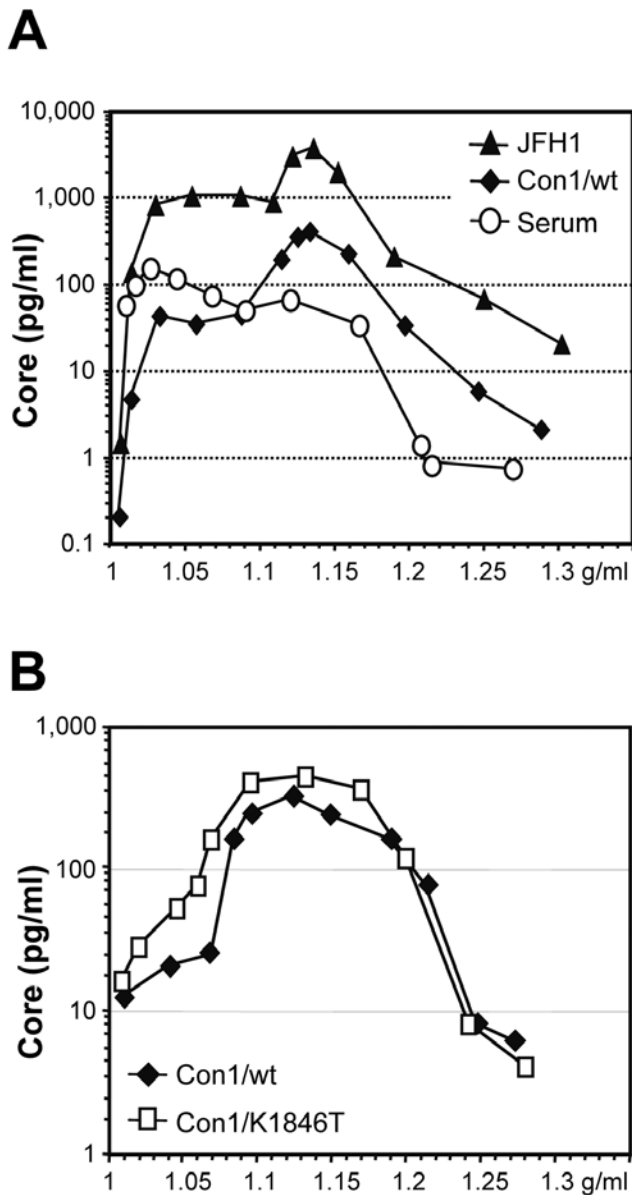 A
10,000
1,000
100
10
1
0.1
Core (pg/ml)
JFH1
Con1/wt
Serum
1 1.05 1.1 1.15 1.2 1.25 1.3 g/ml
B
1,000
100
10
1
Core (pg/ml)
Con1/wt
Con1/K1846T
1 1.05 1.1 1.15 1.2 1.25 1.3 g/ml